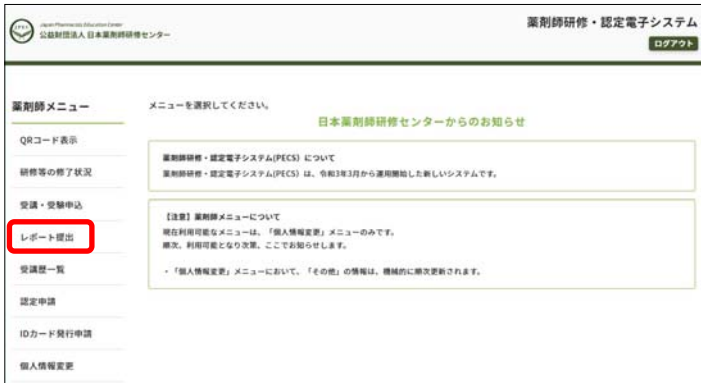 Japan Pharmacists Education Center
公益財団法人 日本薬剤師研修センター
薬剤師研修・認定電子システム
ログアウト
薬剤師メニュー
QRコード表示
研修等の修了状況
受講・受験申込
レポート提出
受講歴一覧
認定申請
IDカード発行申請
個人情報変更
メニューを選択してください。
日本薬剤師研修センターからのお知らせ
薬剤師研修・認定電子システム(PECS）について
薬剤師研修・認定電子システム(PECS）は、令和3年3月から運用開始した新しいシステムです。
【注意】薬剤師メニューについて
現在利用可能なメニューは、「個人情報変更」メニューのみです。
順次、利用可能となり次第、ここでお知らせします。
・「個人情報変更」メニューにおいて、「その他」の情報は、機械的に順次更新されます。